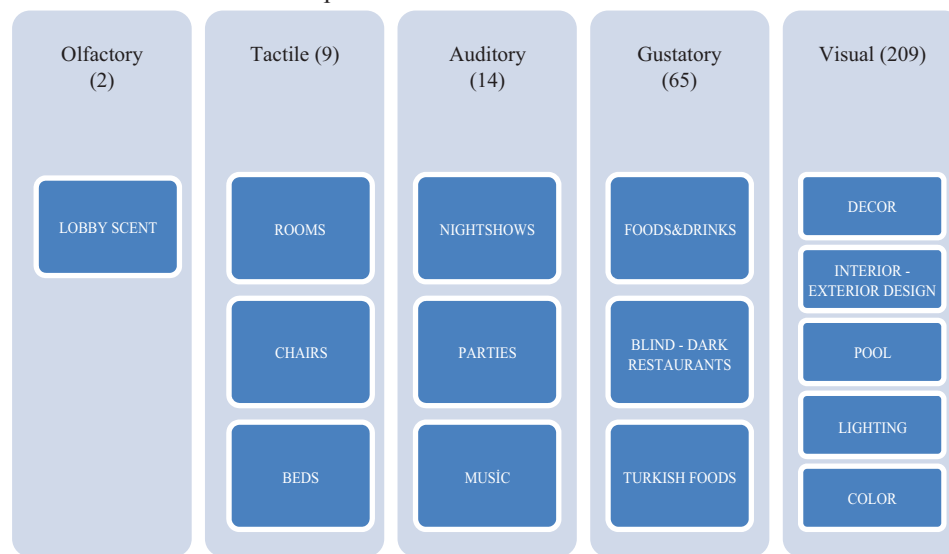 Olfactory
(2)
LOBBY SCENT
Tactile (9)
ROOMS
CHAIRS
BEDS
Auditory
(14)
NIGHTSHOWS
PARTIES
MUSİC
Gustatory
(65)
FOODS&DRINKS
BLIND - DARK
RESTAURANTS
TURKISH FOODS
Visual (209)
DECOR
INTERIOR -
EXTERIOR DESIGN
POOL
LIGHTING
COLOR